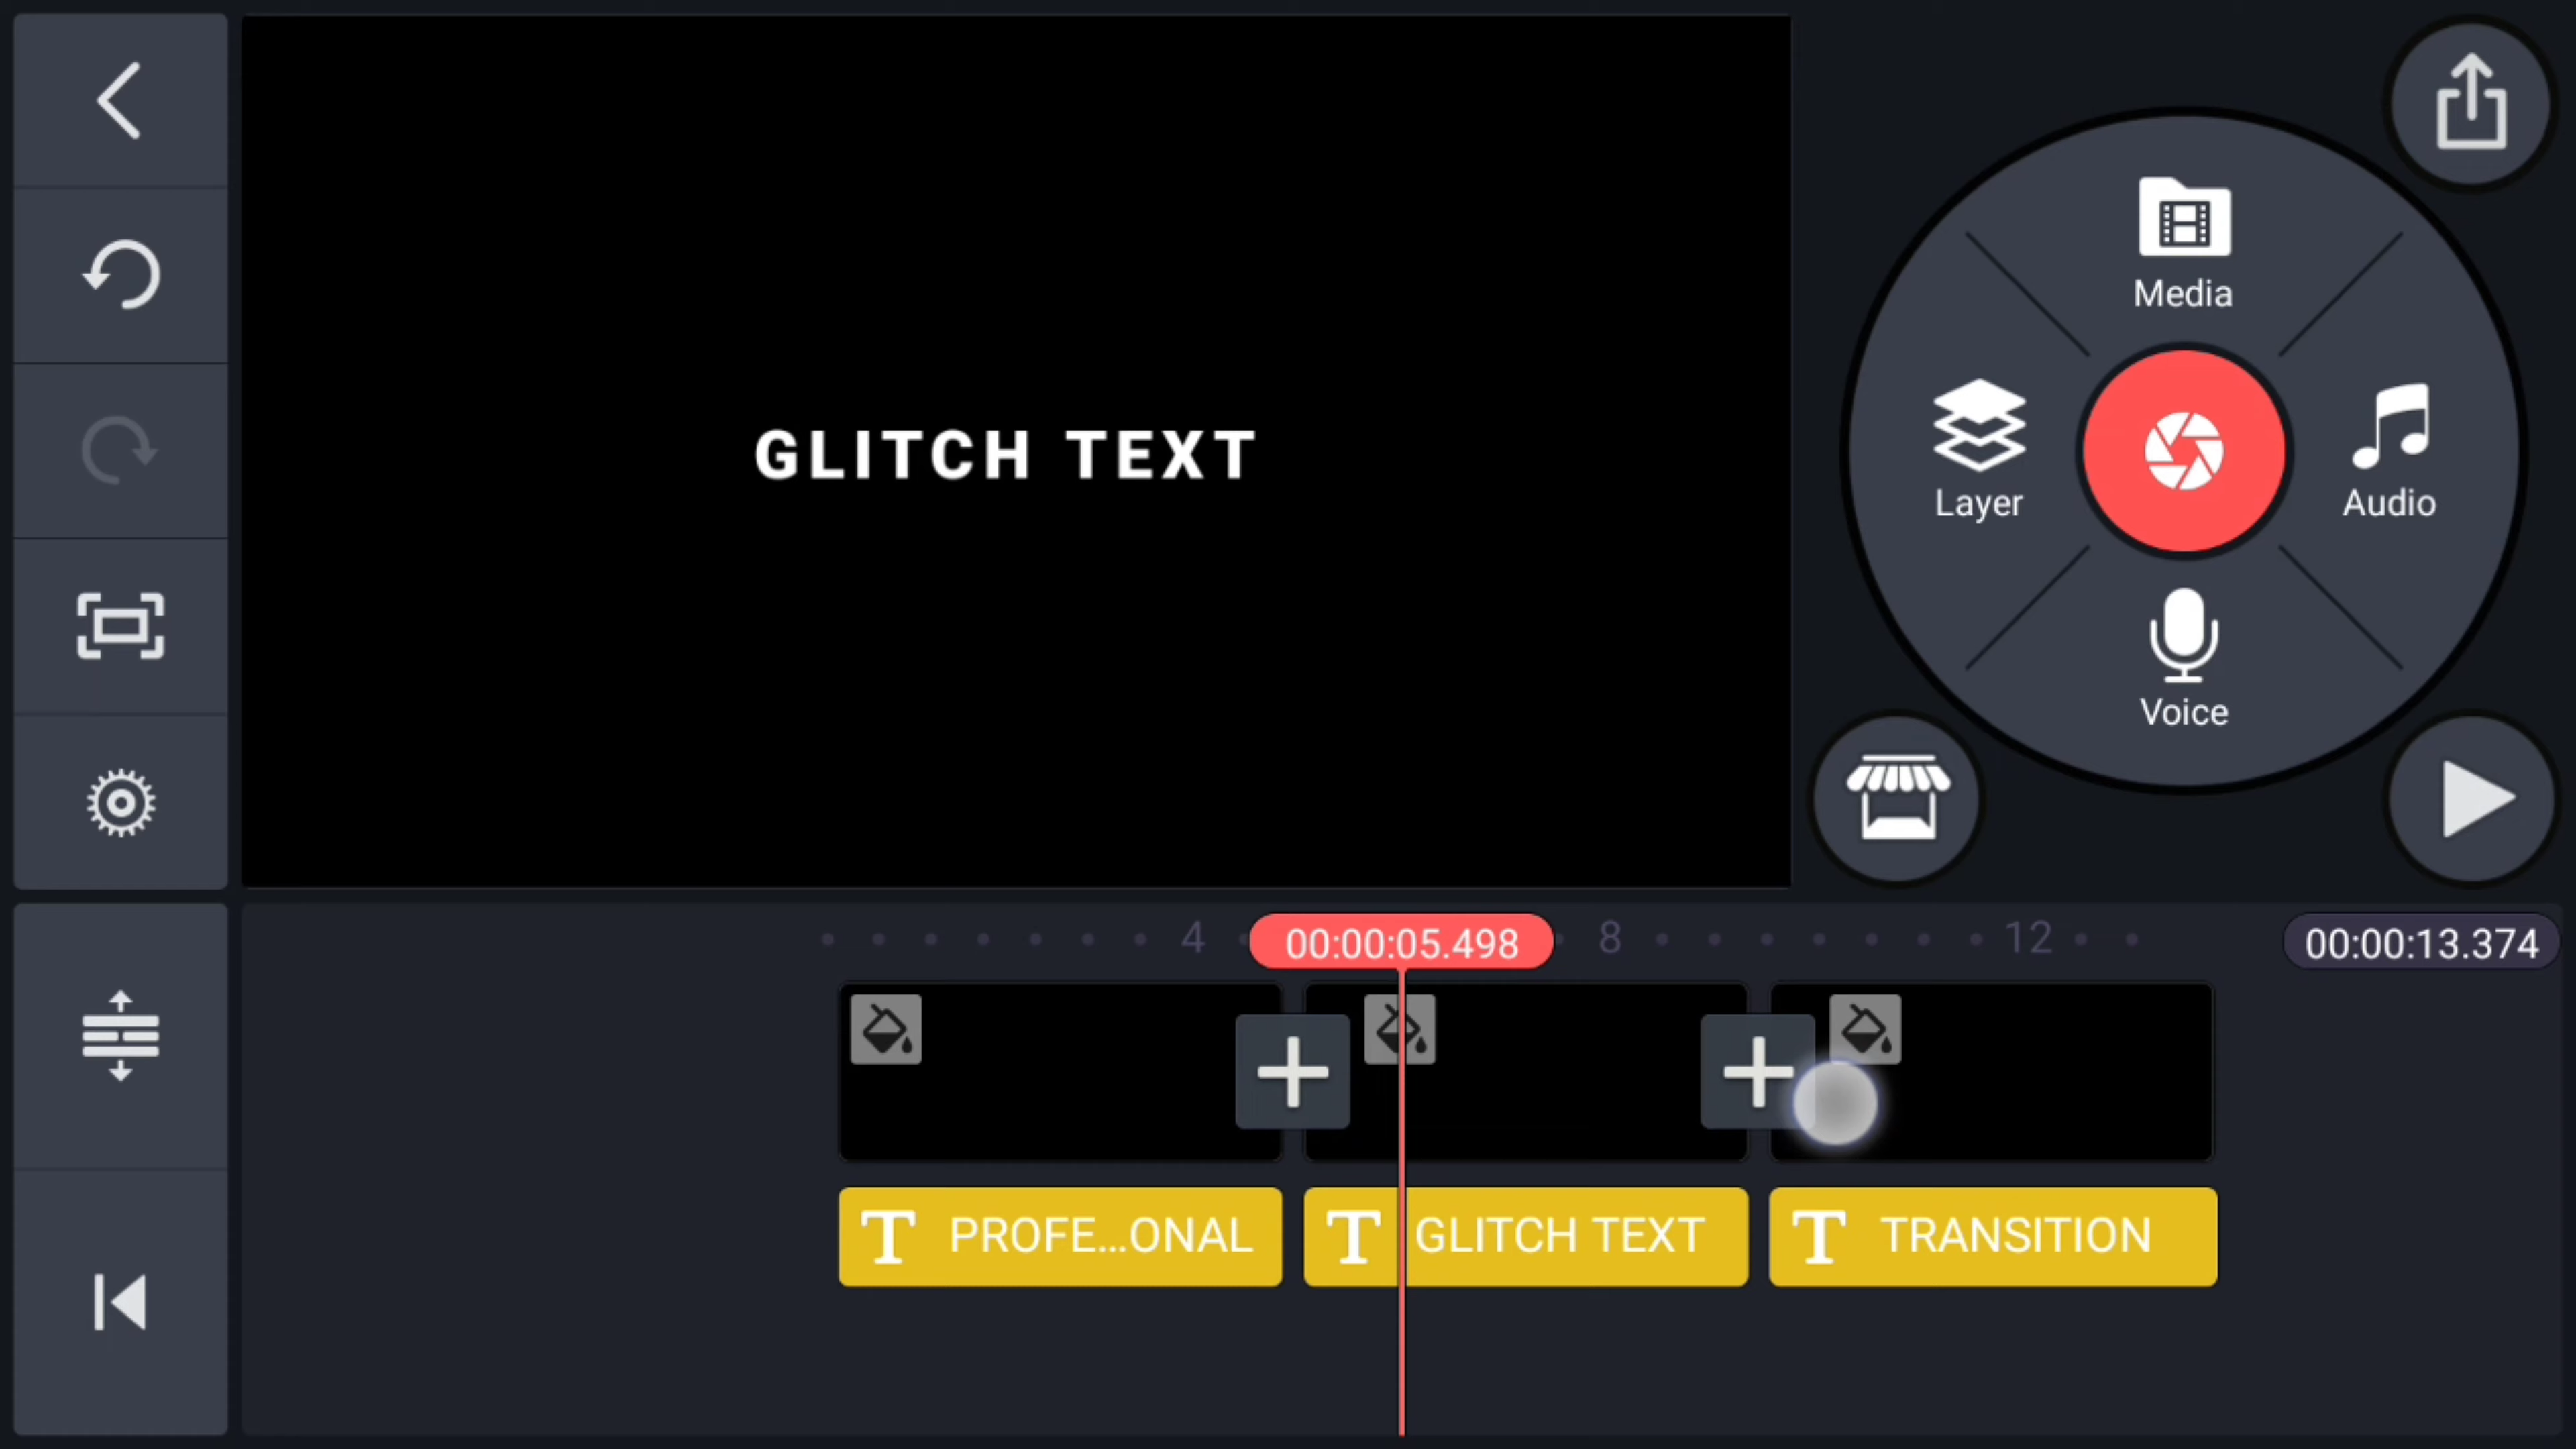 Media
GLITCH TEXT
Layer
Audio
Voice
4
00:00:05.498
8
12
00:00:13.374
T PROFE...ONAL
T GLITCH TEXT
T TRANSITION